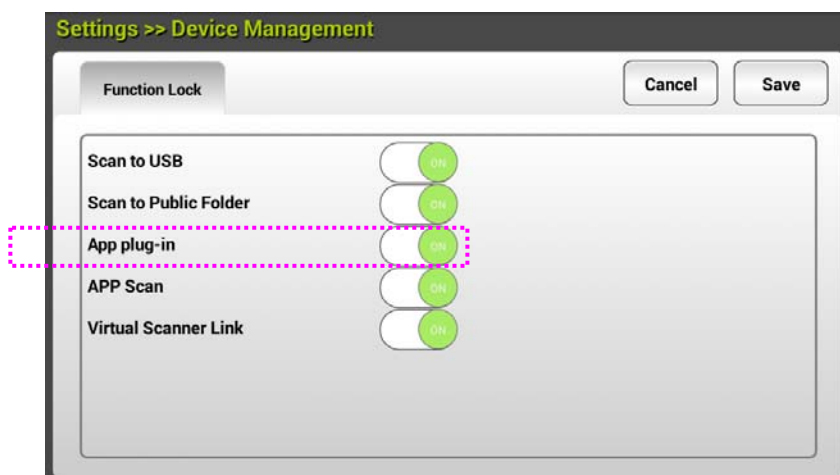 Settings >> Device Management
Function Lock
Cancel
Save
Scan to USB
ON
Scan to Public Folder
ON
App plug-in
ON
APP Scan
ON
Virtual Scanner Link
ON